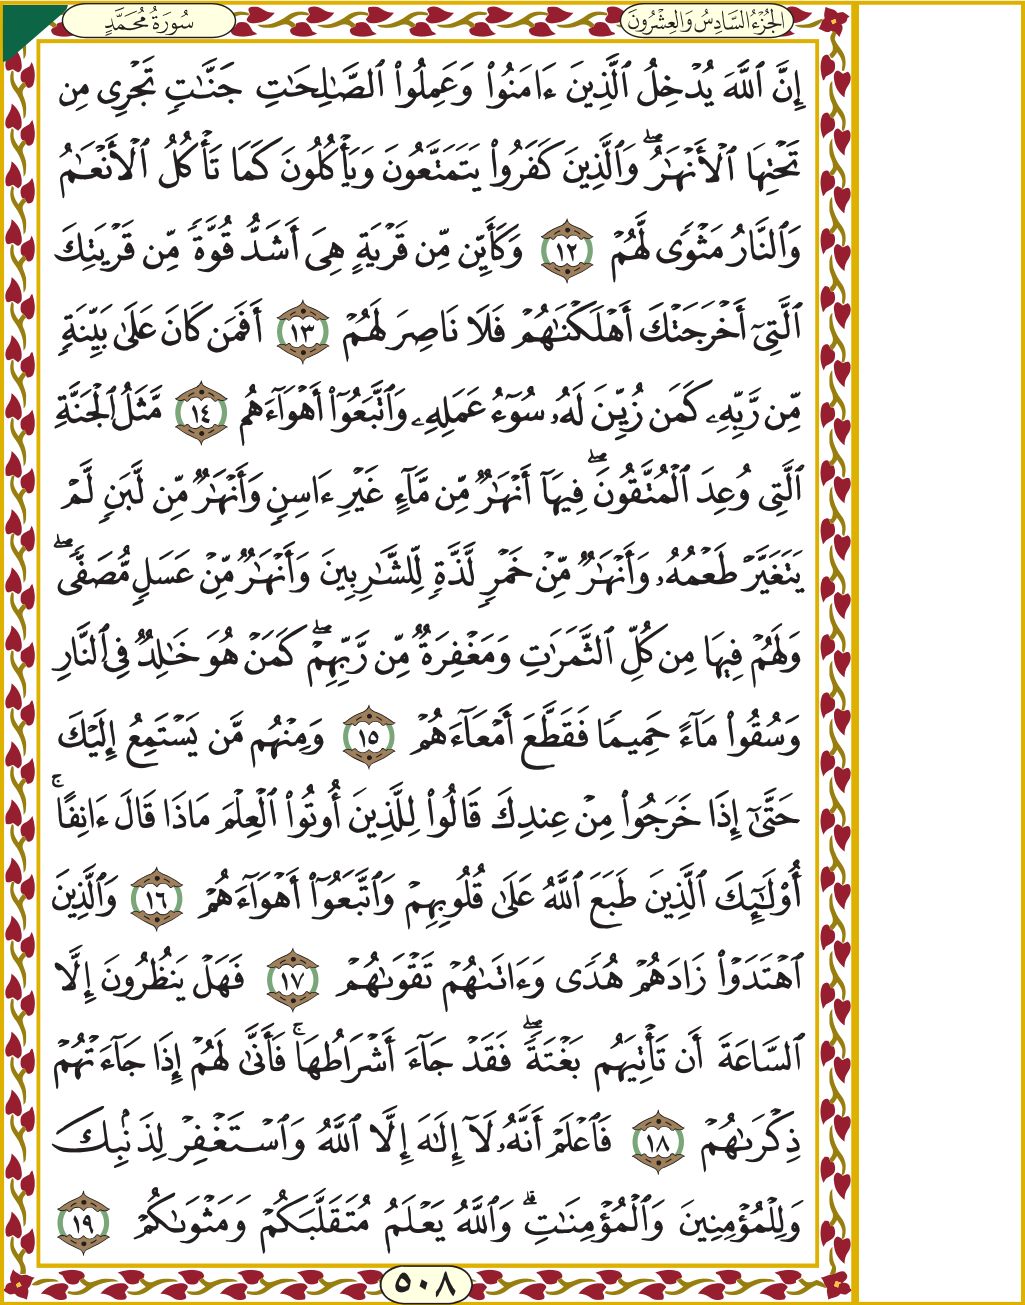 الجُزْءُ السَّادِسُ وَالعِشْرُونَ
سُورَةُ مُحَمَّدٍ
إِنَّ ٱللَّهَ يُدۡخِلُ ٱلَّذِينَ ءَامَنُواْ وَعَمِلُواْ ٱلصَّٰلِحَٰتِ جَنَّٰتٖ تَجۡرِي مِن
تَحۡتِهَا ٱلۡأَنۡهَٰرُۖ وَٱلَّذِينَ كَفَرُواْ يَتَمَتَّعُونَ وَيَأۡكُلُونَ كَمَا تَأۡكُلُ ٱلۡأَنۡعَٰمُ
وَٱلنَّارُ مَثۡوٗى لَّهُمۡ ١٢ وَكَأَيِّن مِّن قَرۡيَةٍ هِيَ أَشَدُّ قُوَّةٗ مِّن قَرۡيَتِكَ
ٱلَّتِيٓ أَخۡرَجَتۡكَ أَهۡلَكۡنَٰهُمۡ فَلَا نَاصِرَ لَهُمۡ ١٣ أَفَمَن كَانَ عَلَىٰ بَيِّنَةٖ
مِّن رَّبِّهِۦ كَمَن زُيِّنَ لَهُۥ سُوٓءُ عَمَلِهِۦ وَٱتَّبَعُوٓاْ أَهۡوَآءَهُم ١٤ مَّثَلُ ٱلۡجَنَّةِ
ٱلَّتِي وُعِدَ ٱلۡمُتَّقُونَۖ فِيهَآ أَنۡهَٰرٞ مِّن مَّآءٍ غَيۡرِ ءَاسِنٖ وَأَنۡهَٰرٞ مِّن لَّبَنٖ لَّمۡ
يَتَغَيَّرۡ طَعۡمُهُۥ وَأَنۡهَٰرٞ مِّنۡ خَمۡرٖ لَّذَّةٖ لِّلشَّٰرِبِينَ وَأَنۡهَٰرٞ مِّنۡ عَسَلٖ مُّصَفّٗىۖ
وَلَهُمۡ فِيهَا مِن كُلِّ ٱلثَّمَرَٰتِ وَمَغۡفِرَةٞ مِّن رَّبِّهِمۡۖ كَمَنۡ هُوَ خَٰلِدٞ فِي ٱلنَّارِ
وَسُقُواْ مَآءً حَمِيمٗا فَقَطَّعَ أَمۡعَآءَهُمۡ ١٥ وَمِنۡهُم مَّن يَسۡتَمِعُ إِلَيۡكَ
حَتَّىٰٓ إِذَا خَرَجُواْ مِنۡ عِندِكَ قَالُواْ لِلَّذِينَ أُوتُواْ ٱلۡعِلۡمَ مَاذَا قَالَ ءَانِفًاۚ
أُوْلَٰٓئِكَ ٱلَّذِينَ طَبَعَ ٱللَّهُ عَلَىٰ قُلُوبِهِمۡ وَٱتَّبَعُوٓاْ أَهۡوَآءَهُمۡ ١٦ وَٱلَّذِينَ
ٱهۡتَدَوۡاْ زَادَهُمۡ هُدٗى وَءَاتَىٰهُمۡ تَقۡوَىٰهُمۡ ١٧ فَهَلۡ يَنظُرُونَ إِلَّا
ٱلسَّاعَةَ أَن تَأۡتِيَهُم بَغۡتَةٗۖ فَقَدۡ جَآءَ أَشۡرَاطُهَاۚ فَأَنَّىٰ لَهُمۡ إِذَا جَآءَتۡهُمۡ
ذِكۡرَىٰهُمۡ ١٨ فَٱعۡلَمۡ أَنَّهُۥ لَآ إِلَٰهَ إِلَّا ٱللَّهُ وَٱسۡتَغۡفِرۡ لِذَنۢبِكَ
وَلِلۡمُؤۡمِنِينَ وَٱلۡمُؤۡمِنَٰتِۗ وَٱللَّهُ يَعۡلَمُ مُتَقَلَّبَكُمۡ وَمَثۡوَىٰكُمۡ ١٩
٥٠٨